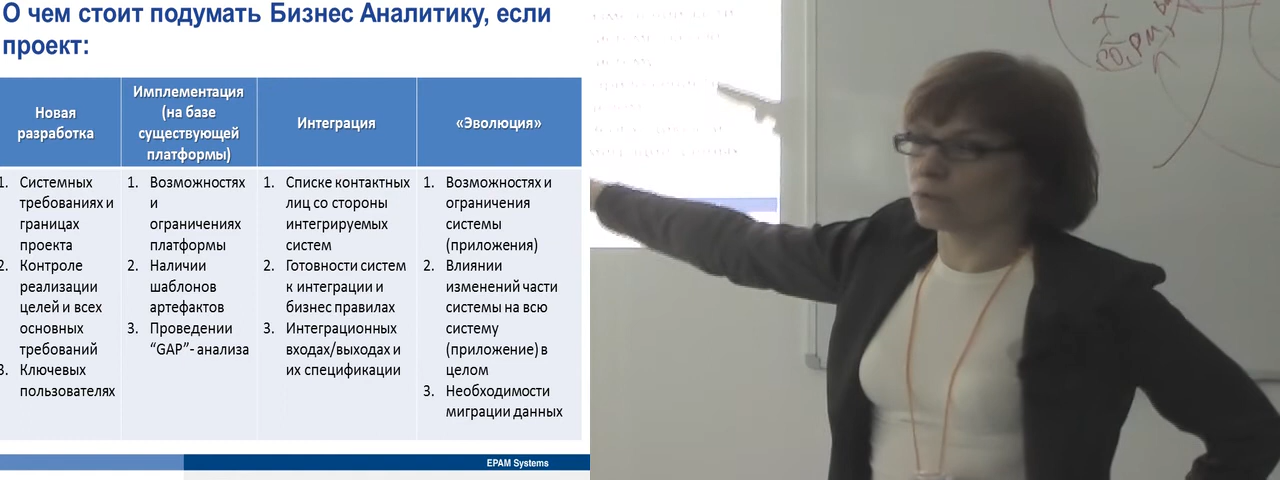 О чем стоит подумать Бизнес Аналитику, если
проект:
Новая
разработка
Имплементация
(на базе
существующей
платформы)
Интеграция
«Эволюция»
1. Системных
требованиях и
границах
проекта
2. Контроле
реализации
целей и всех
основных
требований
3. Ключевых
пользователях
1. Возможностях
и
ограничениях
платформы
2. Наличии
шаблонов
артефактов
3. Проведении
“GAP”- анализа
1. Списке контактных
лиц со стороны
интегрируемых
систем
2. Готовности систем
к интеграции и
бизнес правилах
3. Интеграционных
входах/выходах и
их спецификации
1. Возможностях и
ограничения
системы
(приложения)
2. Влиянии
изменений части
системы на всю
систему
(приложение) в
целом
3. Необходимости
миграции данных
EPAM Systems